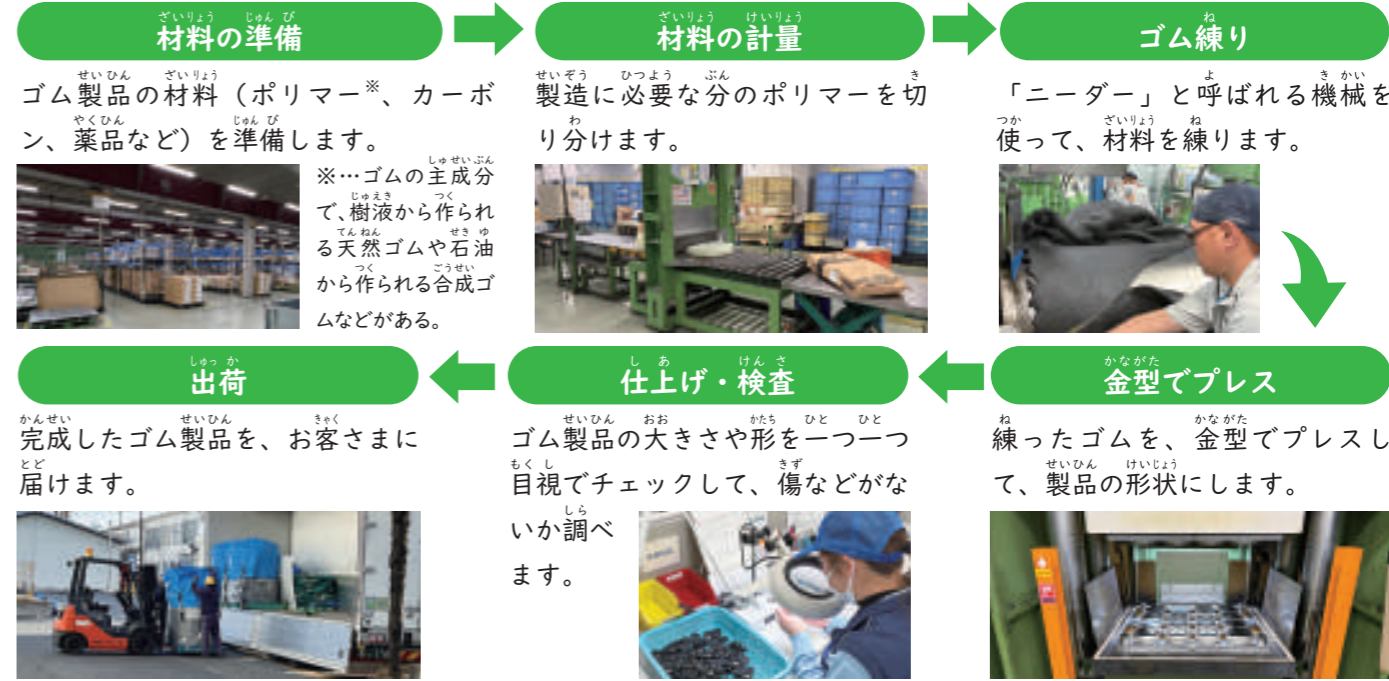 材料の準備
ゴム製品の材料（ポリマー※、カーボ
ン、薬品など）を準備します。
※…ゴムの主成分
で、樹液から作られ
る天然ゴムや石油
から作られる合成ゴ
ムなどがある。
材料の計量
製造に必要な分のポリマーを切
り分けます。
ゴム練り
「ニーダー」と呼ばれる機械を
使って、材料を練ります。
金型でプレス
練ったゴムを、金型でプレスし
て、製品の形状にします。
仕上げ・検査
ゴム製品の大きさや形を一つ一つ
目視でチェックして、傷などがな
いか調べ
ます。
出荷
完成したゴム製品を、お客さまに
届けます。